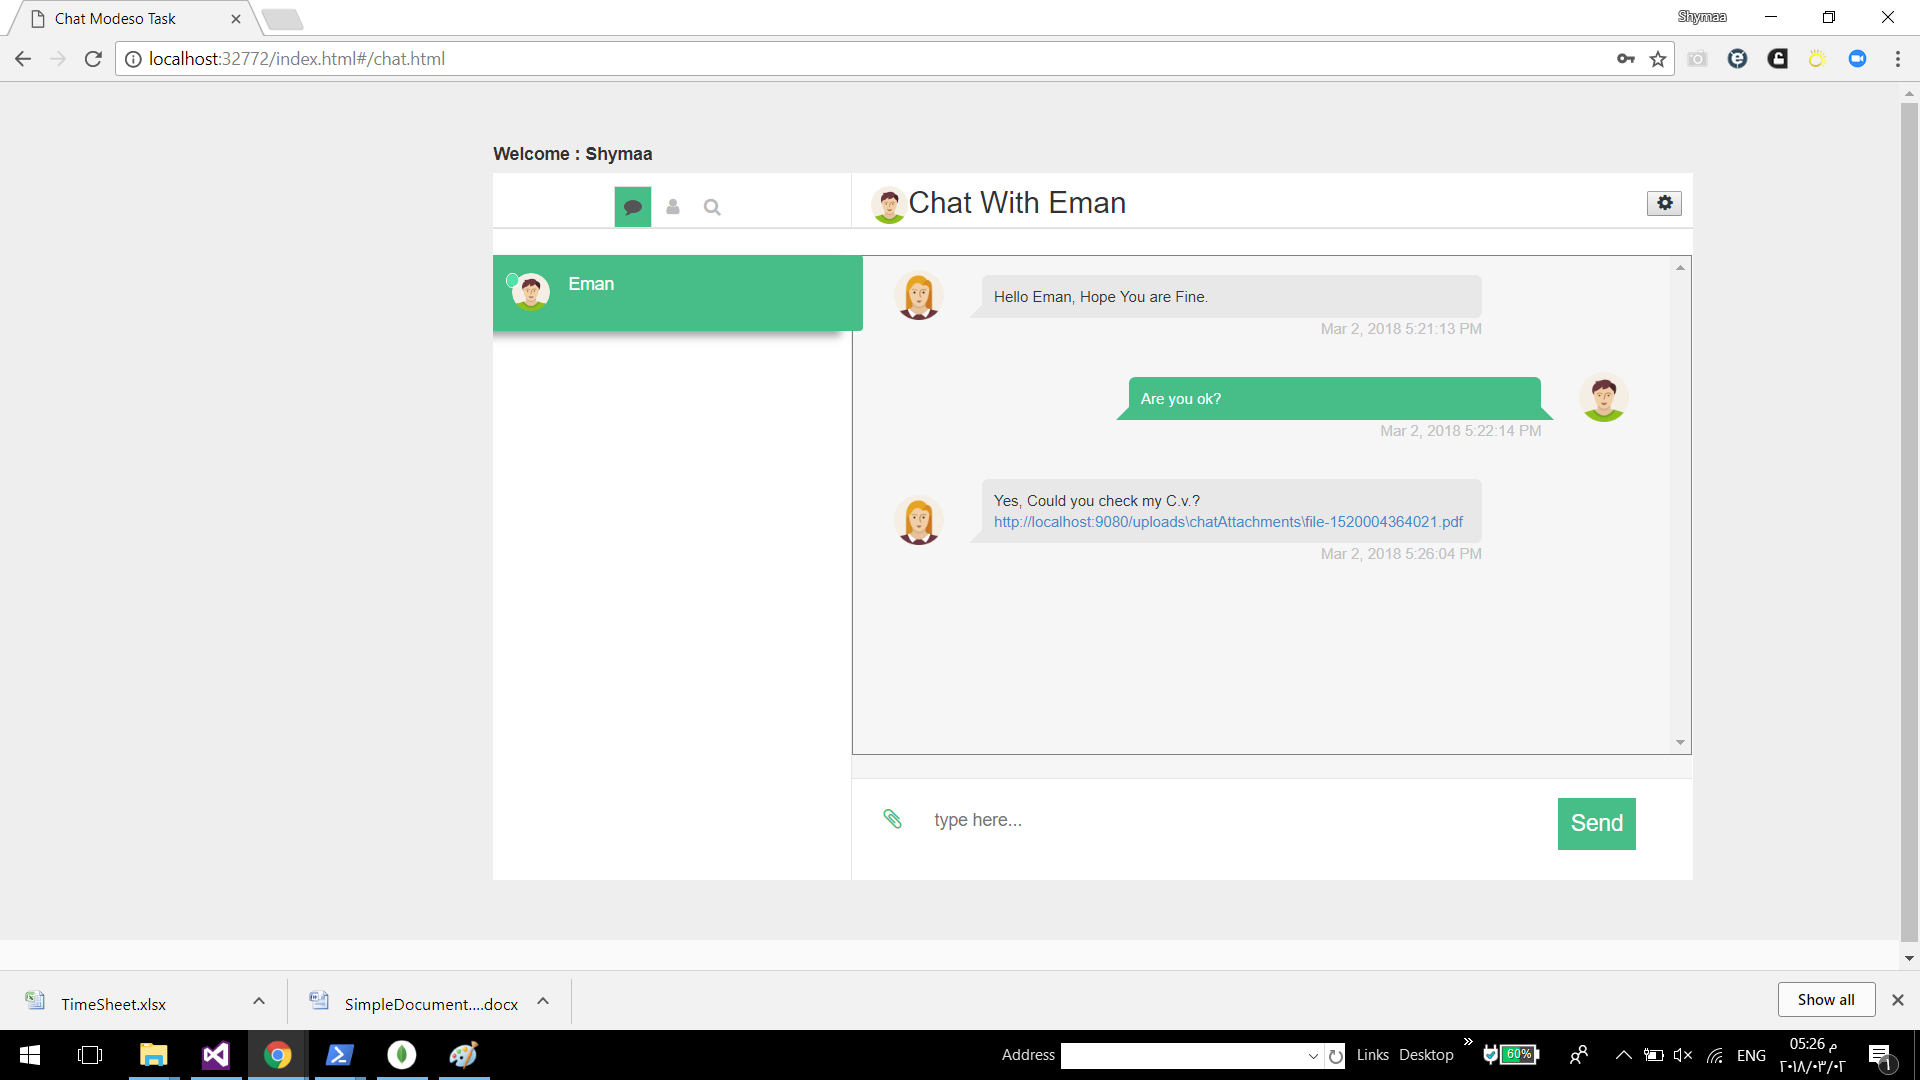 Chat Modeso Task
Shymaa
localhost:32772/index.html#/chat.html
Welcome : Shymaa
Chat With Eman
Eman
Hello Eman, Hope You are Fine.
Mar 2, 2018 5:21:13 PM
Are you ok?
Mar 2, 2018 5:22:14 PM
Yes, Could you check my C.v.?
http://localhost:9080/uploads\chatAttachments\file-1520004364021.pdf
Mar 2, 2018 5:26:04 PM
type here...
Send
TimeSheet.xlsx
SimpleDocument....docx
Show all
Address
Links
Desktop
60%
ENG
05:26 م
٢٠١٨/٠٣/٠٢
١